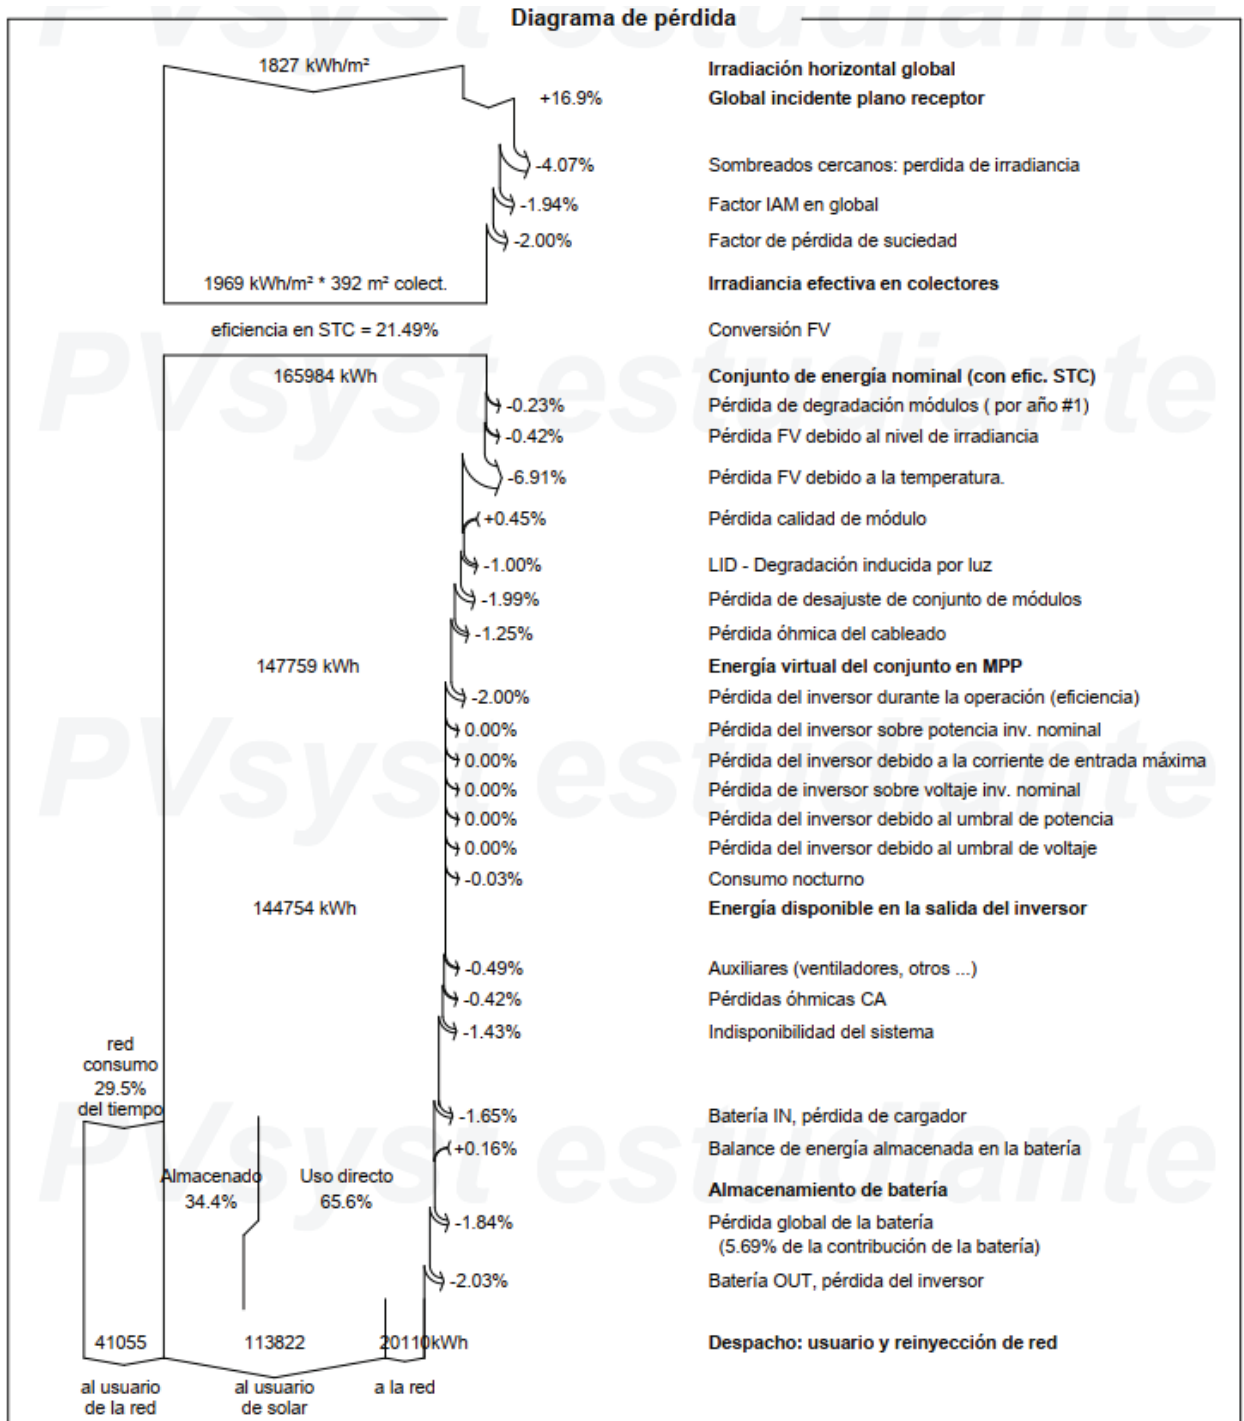 Diagrama de pérdida
1827 kWh/m²
Irradiación horizontal global
+16.9%
Global incidente plano receptor
-4.07%
Sombreados cercanos: perdida de irradiancia
-1.94%
Factor IAM en global
-2.00%
Factor de pérdida de suciedad
1969 kWh/m² * 392 m² colect.
Irradiancia efectiva en colectores
eficiencia en STC = 21.49%
Conversión FV
165984 kWh
Conjunto de energía nominal (con efic. STC)
-0.23%
Pérdida de degradación módulos ( por año #1)
-0.42%
Pérdida FV debido al nivel de irradiancia
-6.91%
Pérdida FV debido a la temperatura.
+0.45%
Pérdida calidad de módulo
-1.00%
LID - Degradación inducida por luz
-1.99%
Pérdida de desajuste de conjunto de módulos
-1.25%
Pérdida óhmica del cableado
147759 kWh
Energía virtual del conjunto en MPP
-2.00%
Pérdida del inversor durante la operación (eficiencia)
0.00%
Pérdida del inversor sobre potencia inv. nominal
0.00%
Pérdida del inversor debido a la corriente de entrada máxima
0.00%
Pérdida de inversor sobre voltaje inv. nominal
0.00%
Pérdida del inversor debido al umbral de potencia
0.00%
Pérdida del inversor debido al umbral de voltaje
-0.03%
Consumo nocturno
144754 kWh
Energía disponible en la salida del inversor
-0.49%
Auxiliares (ventiladores, otros ...)
-0.42%
Pérdidas óhmicas CA
-1.43%
Indisponibilidad del sistema
red
consumo
29.5%
del tiempo
-1.65%
Batería IN, pérdida de cargador
+0.16%
Balance de energía almacenada en la batería
Almacenado
34.4%
Uso directo
65.6%
Almacenamiento de batería
-1.84%
Pérdida global de la batería
(5.69% de la contribución de la batería)
-2.03%
Batería OUT, pérdida del inversor
41055
113822
20110kWh
Despacho: usuario y reinyección de red
al usuario
de la red
al usuario
de solar
a la red
PVsyst estudiante
PVsyst estudiante
PVsyst estudiante
PVsyst estudiante